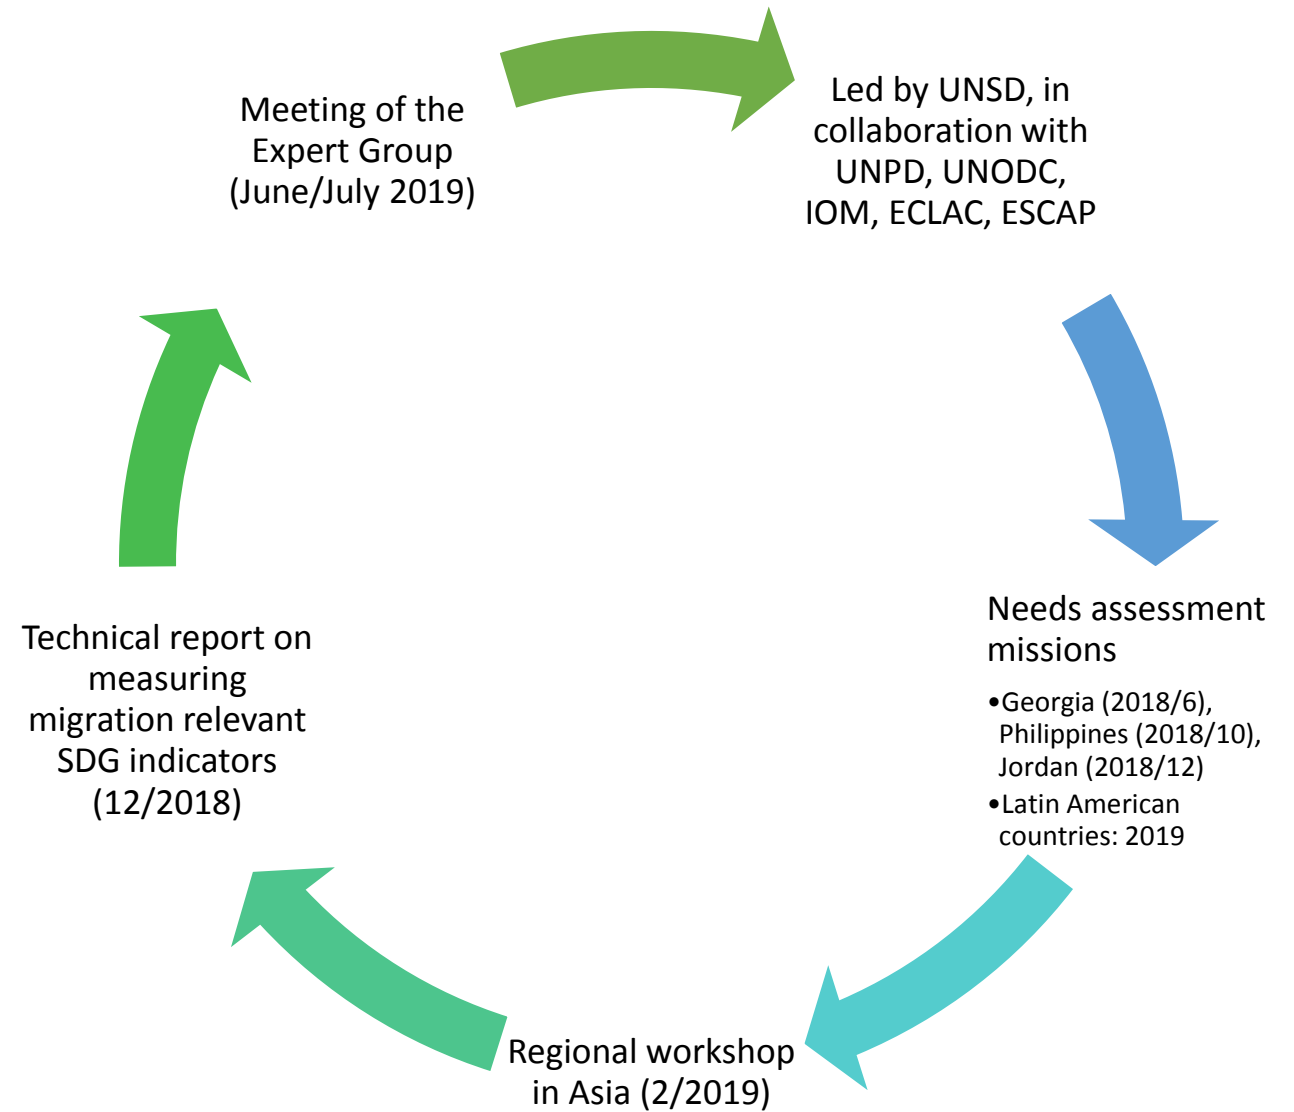 Meeting of the
Expert Group
(June/July 2019)
Led by UNSD, in
collaboration with
UNPD, UNODC,
IOM, ECLAC, ESCAP
Needs assessment
missions
•Georgia (2018/6),
Philippines (2018/10),
Jordan (2018/12)
•Latin American
countries: 2019
Regional workshop
in Asia (2/2019)
Technical report on
measuring
migration relevant
SDG indicators
(12/2018)